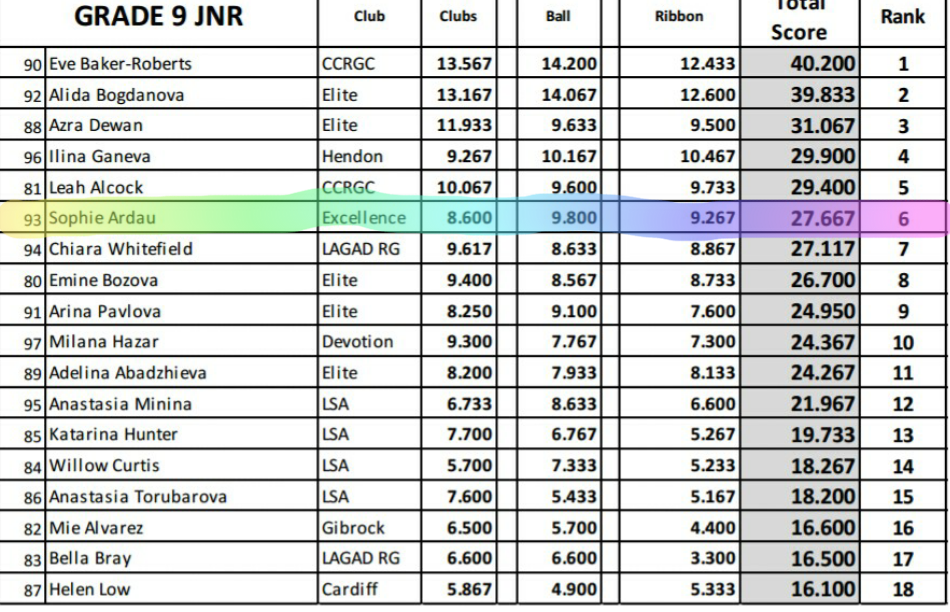 GRADE 9 JNR Club Clubs Ball Ribbon Total Score Rank
90 Eve Baker-Roberts CCRGC 13.567 14.200 12.433 40.200 1
92 Alida Bogdanova Elite 13.167 14.067 12.600 39.833 2
88 Azra Dewan Elite 11.933 9.633 9.500 31.067 3
96 Ilina Ganeva Hendon 9.267 10.167 10.467 29.900 4
81 Leah Alcock CCRGC 10.067 9.600 9.733 29.400 5
93 Sophie Ardau Excellence 8.600 9.800 9.267 27.667 6
94 Chiara Whitefield LAGAD RG 9.617 8.633 8.867 27.117 7
80 Emine Bozova Elite 9.400 8.567 8.733 26.700 8
91 Arina Pavlova Elite 8.250 9.100 7.600 24.950 9
97 Milana Hazar Devotion 9.300 7.767 7.300 24.367 10
89 Adelina Abadzhieva Elite 8.200 7.933 8.133 24.267 11
95 Anastasia Minina LSA 6.733 8.633 6.600 21.967 12
85 Katarina Hunter LSA 7.700 6.767 5.267 19.733 13
84 Willow Curtis LSA 5.700 7.333 5.233 18.267 14
86 Anastasia Torubarova LSA 7.600 5.433 5.167 18.200 15
82 Mie Alvarez Gibrock 6.500 5.700 4.400 16.600 16
83 Bella Bray LAGAD RG 6.600 6.600 3.300 16.500 17
87 Helen Low Cardiff 5.867 4.900 5.333 16.100 18